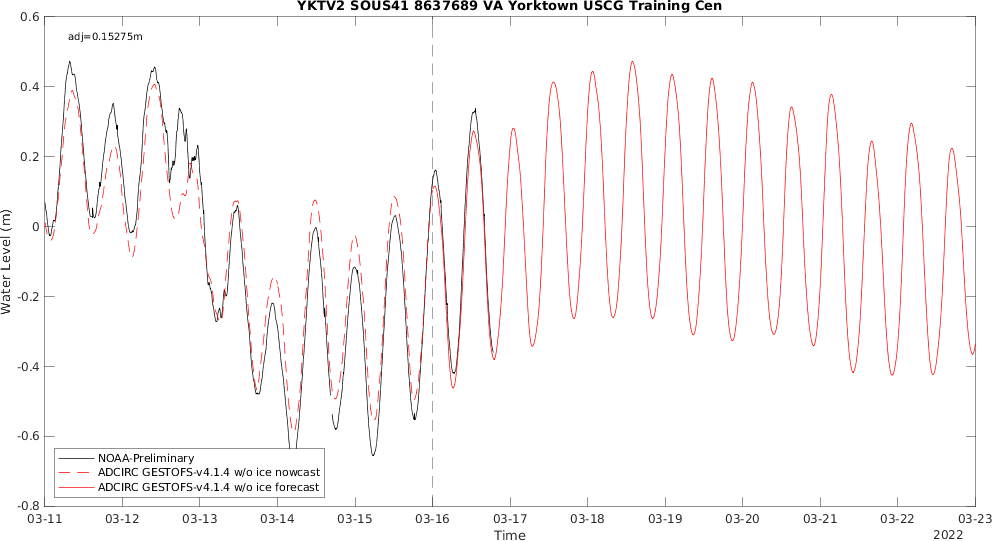 YKTV2 SOUS41 8637689 VA Yorktown USCG Training Cen
adj=0.15275m
0.6
0.4
0.2
0
-0.2
-0.4
-0.6
-0.8
Water Level (m)
NOAA-Preliminary
ADCIRC GESTOFS-v4.1.4 w/o ice nowcast
ADCIRC GESTOFS-v4.1.4 w/o ice forecast
03-11 03-12 03-13 03-14 03-15 03-16 03-17 03-18 03-19 03-20 03-21 03-22 03-23
Time
2022